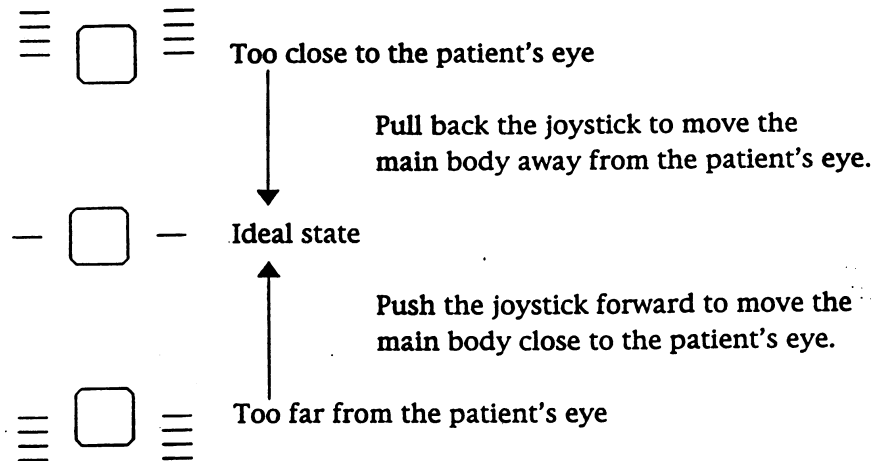 Too close to the patient's eye
Pull back the joystick to move the
main body away from the patient's eye.
Ideal state
Push the joystick forward to move the
main body close to the patient's eye.
Too far from the patient's eye